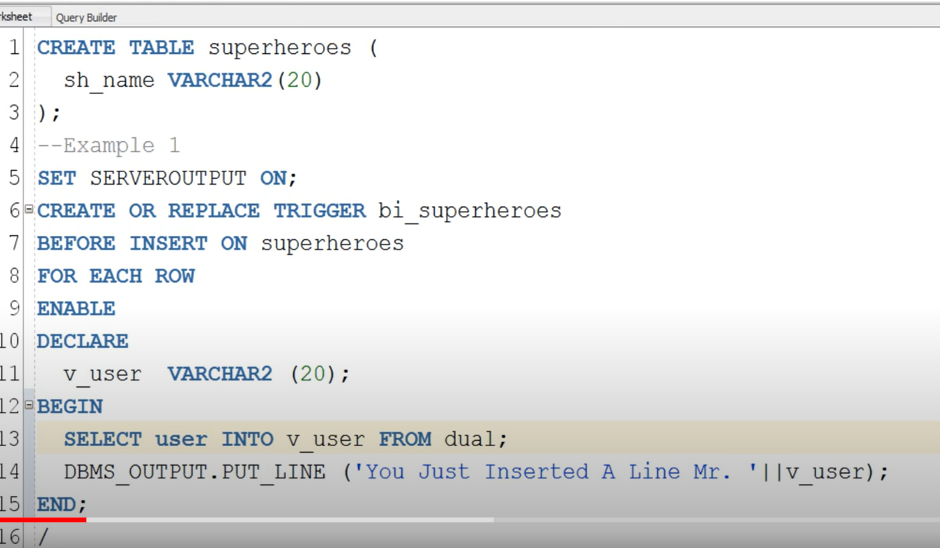 Query Builder
1 CREATE TABLE superheroes (
2 sh_name VARCHAR2(20)
3 );
4 --Example 1
5 SET SERVEROUTPUT ON;
6 CREATE OR REPLACE TRIGGER bi_superheroes
7 BEFORE INSERT ON superheroes
8 FOR EACH ROW
9 ENABLE
10 DECLARE
11 v_user VARCHAR2 (20);
12 BEGIN
13 SELECT user INTO v_user FROM dual;
14 DBMS_OUTPUT.PUT_LINE ('You Just Inserted A Line Mr. '||v_user);
15 END;
16 /